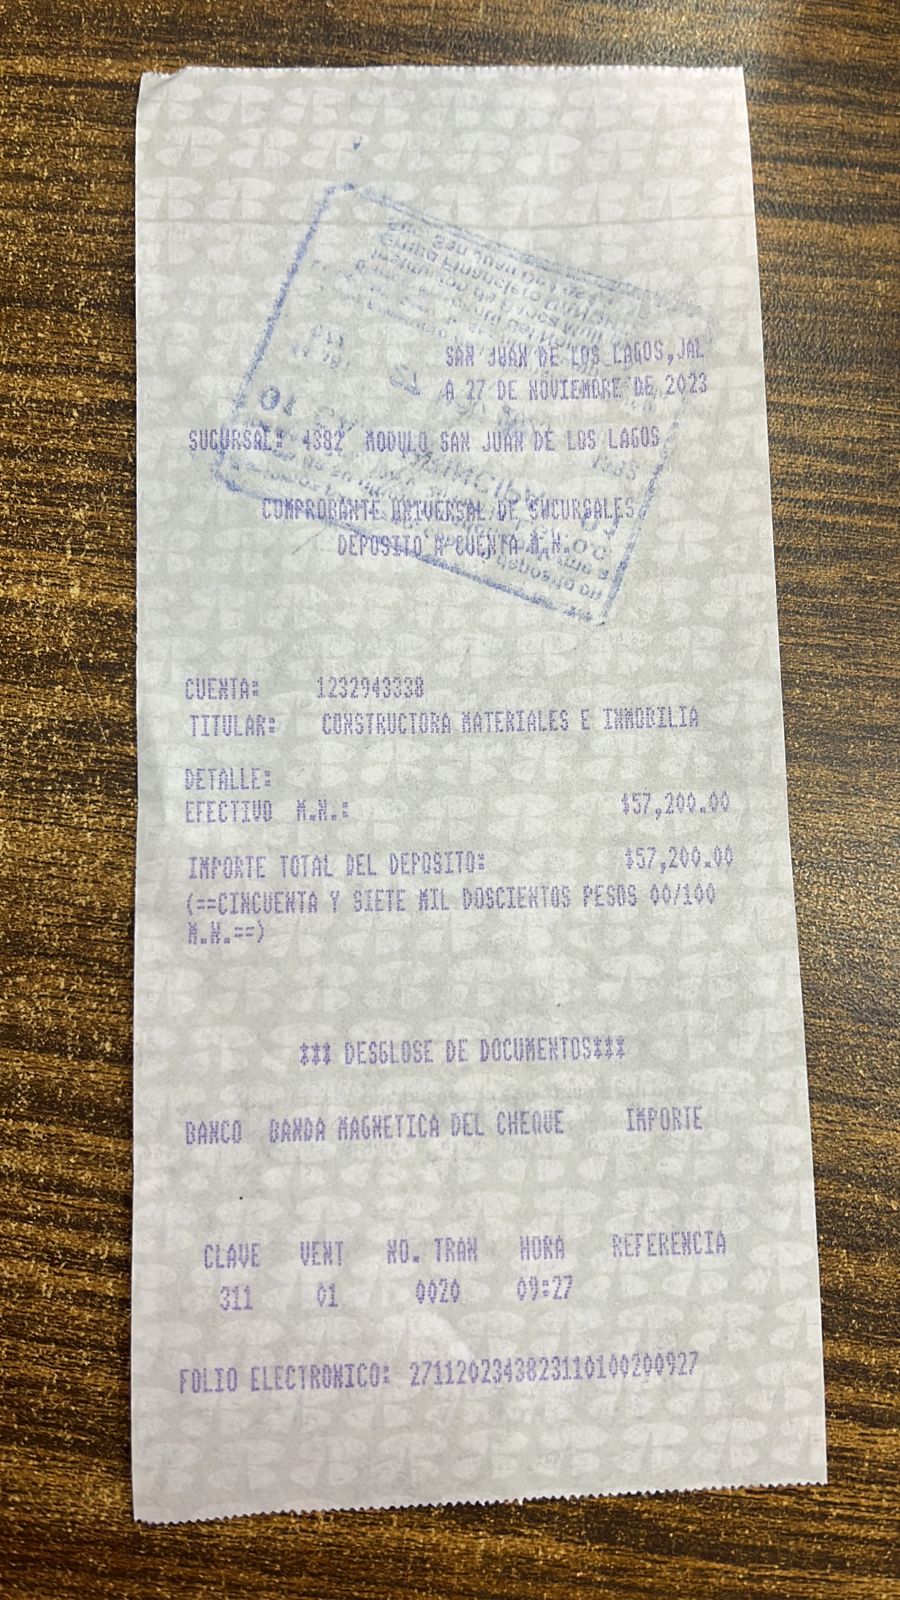 SAN JUAN DE LOS LAGOS,JAL
A 27 DE NOVIEMBRE DE 2023
SUCURSAL: 4382 MODULO SAN JUAN DE LOS LAGOS
COMPROBANTE UNIVERSAL DE SUCURSALES
DEPOSITO A CUENTA M.N.
CUENTA: 1232943338
TITULAR: CONSTRUCTORA MATERIALES E INMOBILIA
DETALLE:
EFECTIVO M.N.: $57,200.00
IMPORTE TOTAL DEL DEPOSITO: $57,200.00
(==CINCUENTA Y SIETE MIL DOSCIENTOS PESOS 00/100
M.N.==)
*** DESGLOSE DE DOCUMENTOS***
BANCO BANDA MAGNETICA DEL CHEQUE IMPORTE
CLAVE VENT NO. TRAN HORA REFERENCIA
311 01 0020 09:27
FOLIO ELECTRONICO: 2711202343823110100200927